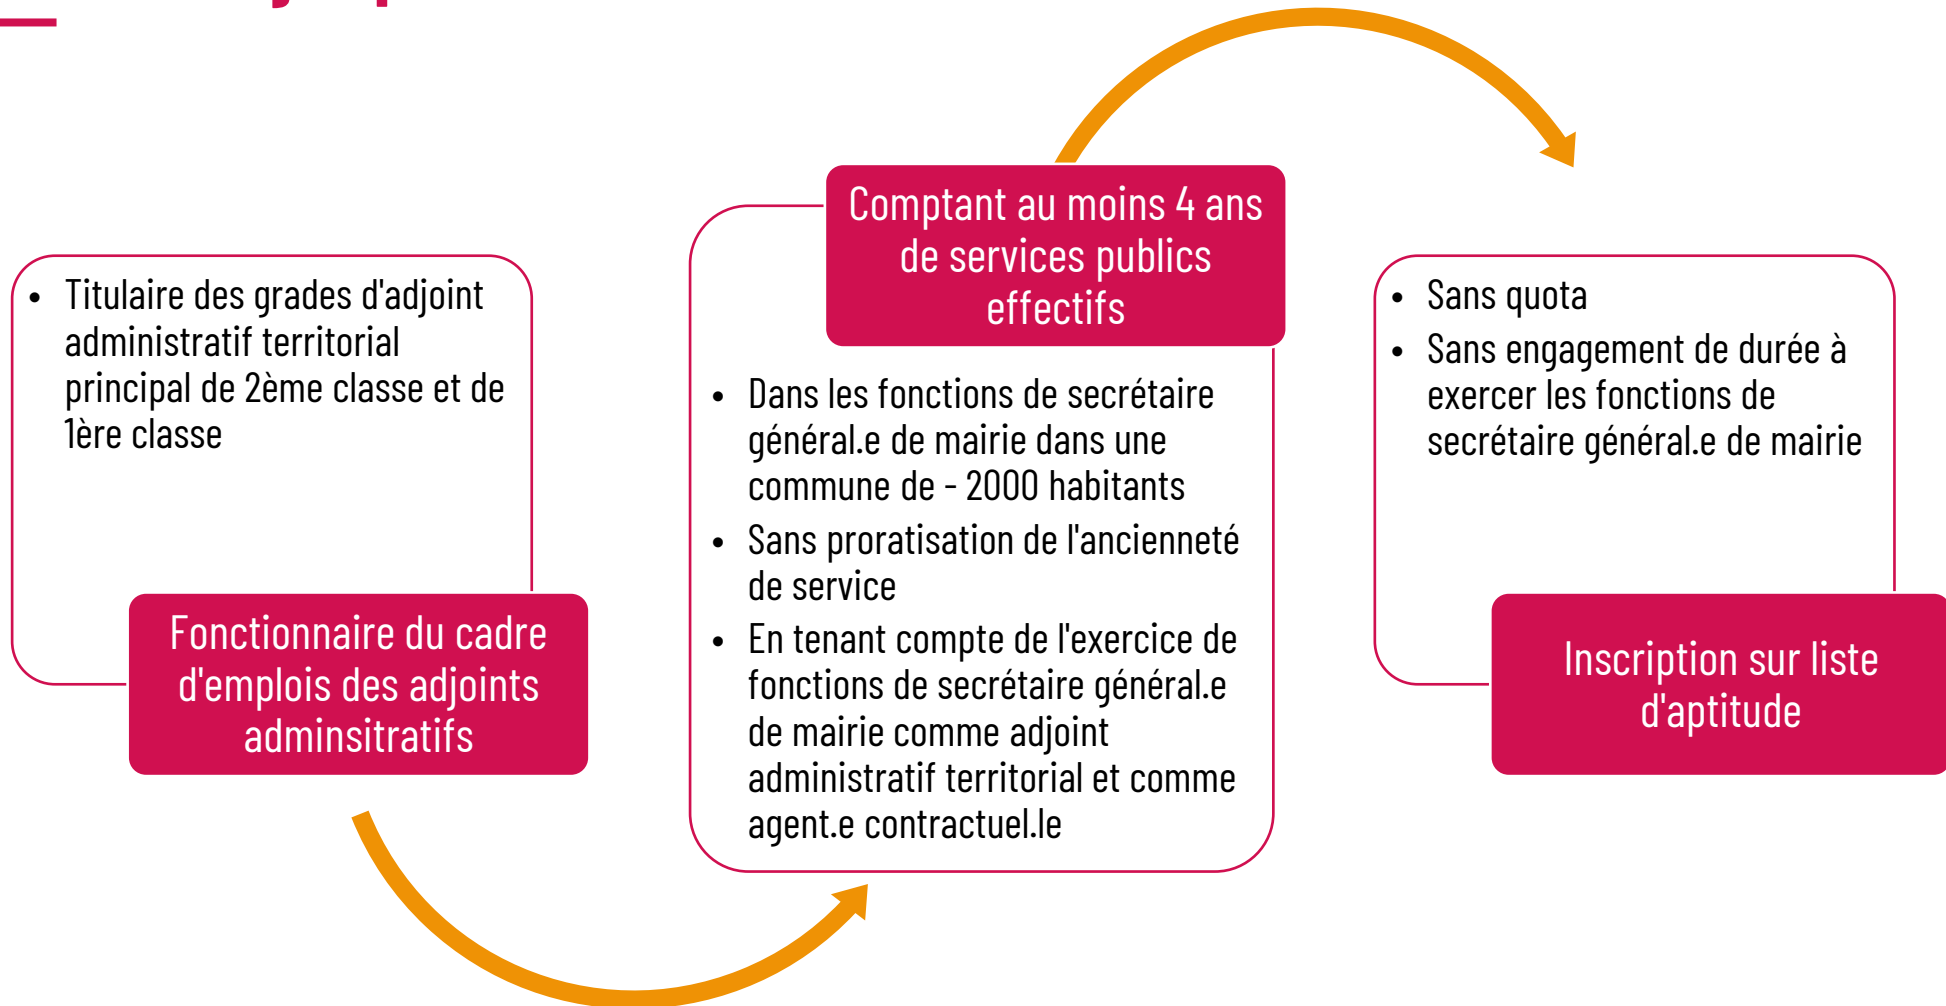 • Titulaire des grades d'adjoint
administratif territorial
principal de 2ème classe et de
1ère classe
Fonctionnaire du cadre
d'emplois des adjoints
adminsitratifs
Comptant au moins 4 ans
de services publics
effectifs
• Dans les fonctions de secrétaire
général.e de mairie dans une
commune de - 2000 habitants
• Sans proratisation de l'ancienneté
de service
• En tenant compte de l'exercice de
fonctions de secrétaire général.e
de mairie comme adjoint
administratif territorial et comme
agent.e contractuel.le
• Sans quota
• Sans engagement de durée à
exercer les fonctions de
secrétaire général.e de mairie
Inscription sur liste
d'aptitude